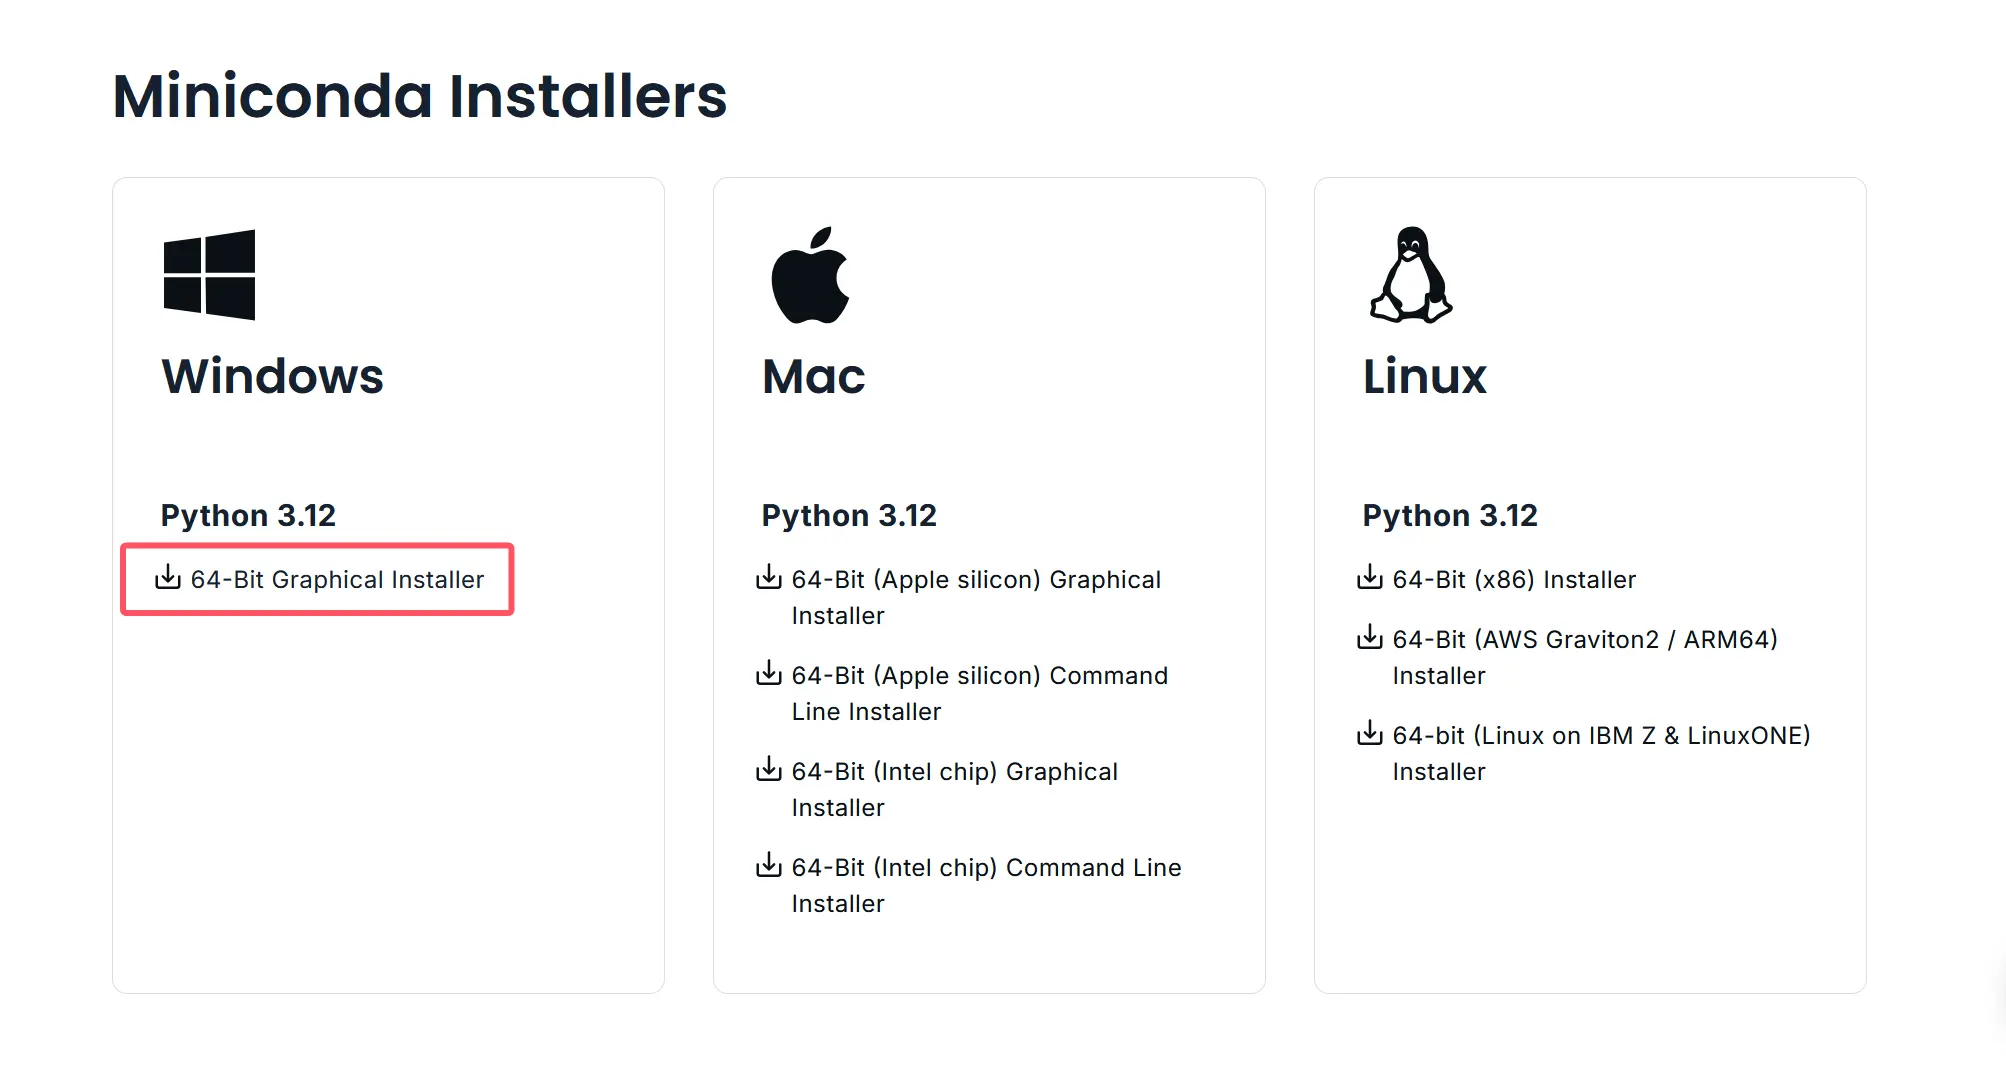 Miniconda Installers
Windows
Python 3.12
64-Bit Graphical Installer
Mac
Python 3.12
64-Bit (Apple silicon) Graphical
Installer
64-Bit (Apple silicon) Command
Line Installer
64-Bit (Intel chip) Graphical
Installer
64-Bit (Intel chip) Command Line
Installer
Linux
Python 3.12
64-Bit (x86) Installer
64-Bit (AWS Graviton2 / ARM64)
Installer
64-bit (Linux on IBM Z & LinuxONE)
Installer